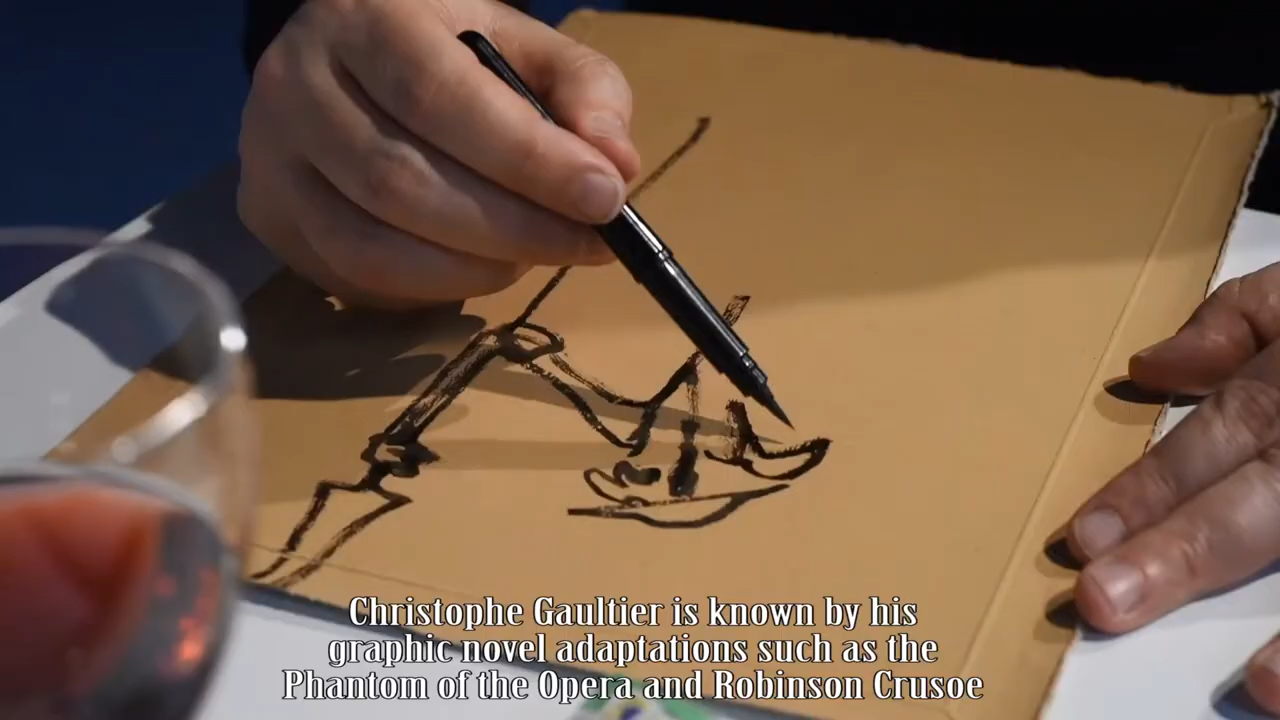 Christophe Gaultier is known by his
graphic novel adaptations such as the
Phantom of the Opera and Robinson Crusoe